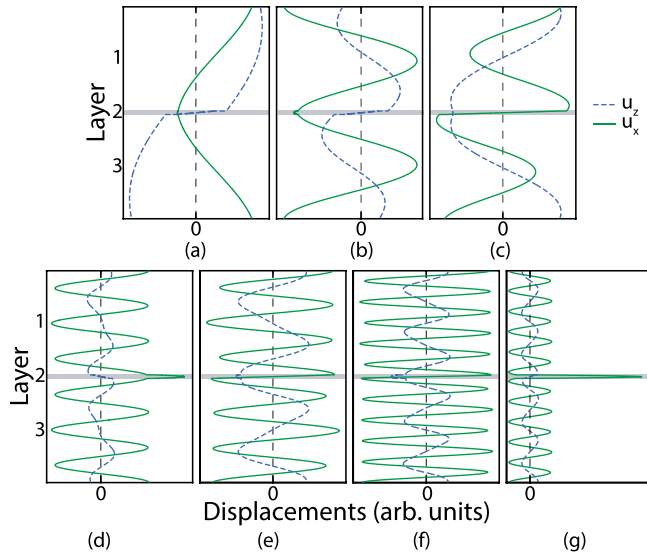 1
Layer
2
3
u_z
u_x
0
0
0
(a)
(b)
(c)
1
Layer
2
3
0
0
0
0
Displacements (arb. units)
(d)
(e)
(f)
(g)